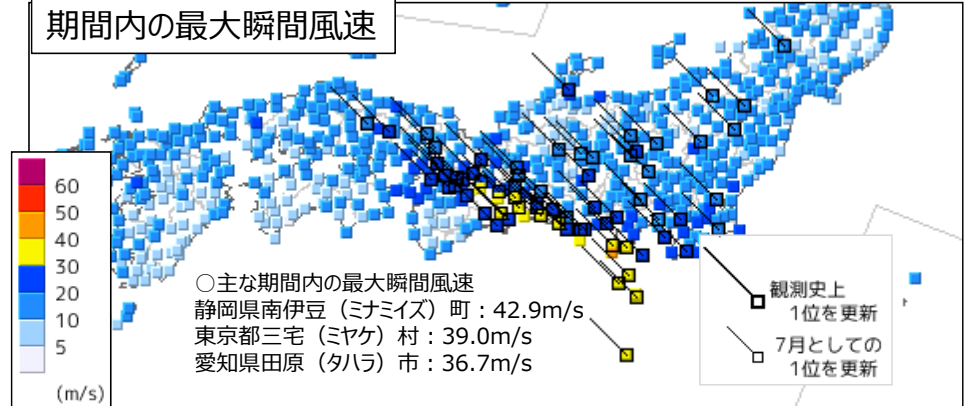 期間内の最大瞬間風速
60
50
40
30
20
10
5
(m/s)
○主な期間内の最大瞬間風速
静岡県南伊豆（ミナミイズ）町：42.9m/s
東京都三宅（ミヤケ）村：39.0m/s
愛知県田原（タハラ）市：36.7m/s
観測史上
1位を更新
7月としての
1位を更新